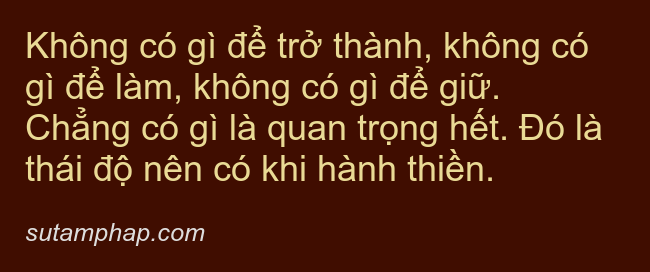 Không có gì để trở thành, không có
gì để làm, không có gì để giữ.
Chẳng có gì là quan trọng hết. Đó là
thái độ nên có khi hành thiền.
sutamphap.com